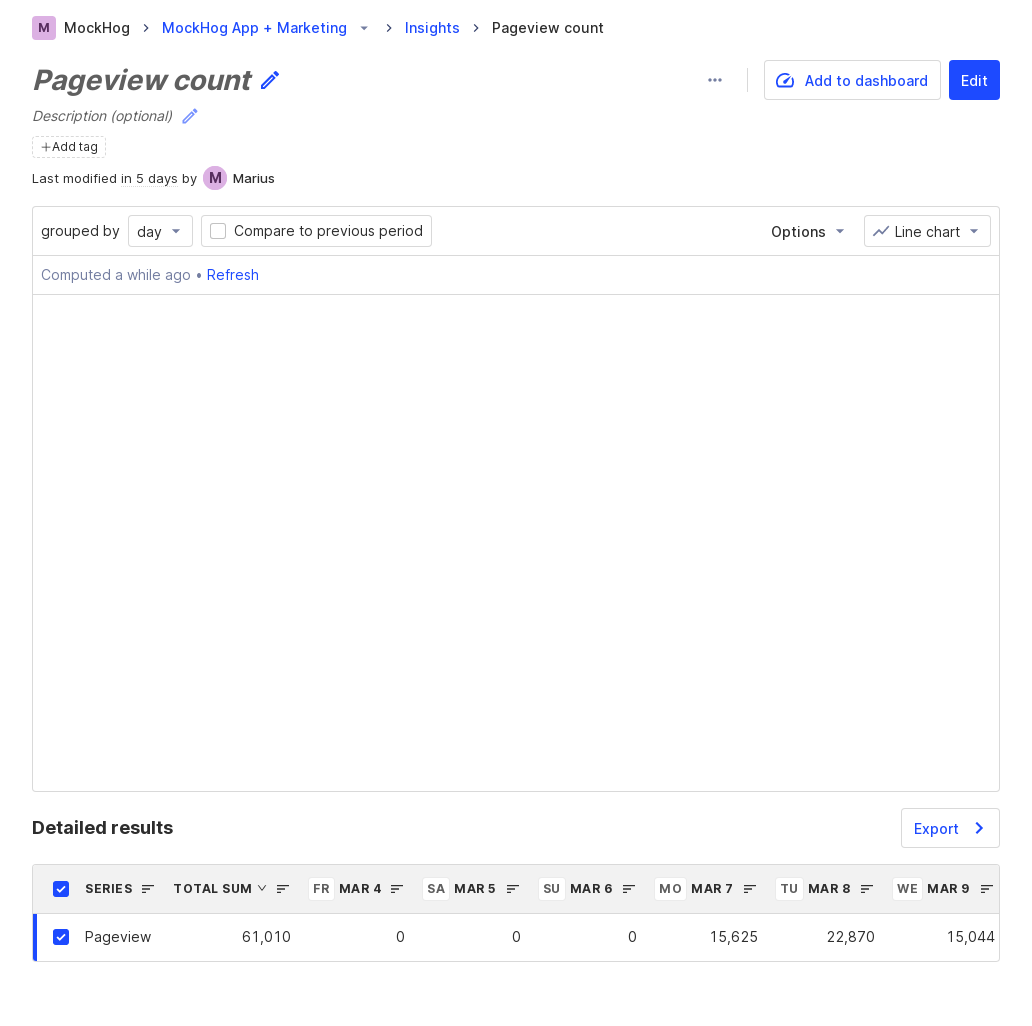 M MockHog MockHog App + Marketing Insights Pageview count
Pageview count
Add to dashboard Edit
Description (optional)
+Add tag
Last modified in 5 days by M Marius
grouped by day Compare to previous period Options Line chart
Computed a while ago • Refresh
Detailed results Export
SERIES TOTAL SUM FR MAR 4 SA MAR 5 SU MAR 6 MO MAR 7 TU MAR 8 WE MAR 9
Pageview 61,010 0 0 0 15,625 22,870 15,044